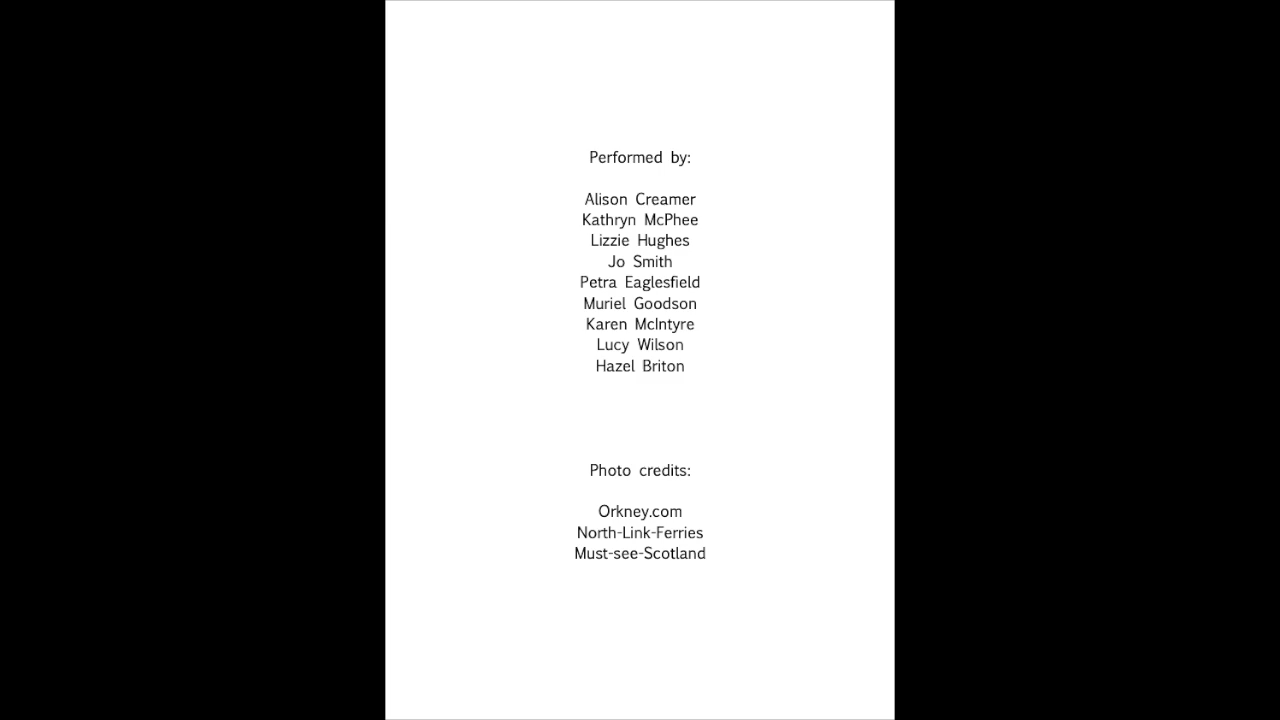 Performed by:
Alison Creamer
Kathryn McPhee
Lizzie Hughes
Jo Smith
Petra Eaglesfield
Muriel Goodson
Karen McIntyre
Lucy Wilson
Hazel Briton
Photo credits:
Orkney.com
North-Link-Ferries
Must-see-Scotland